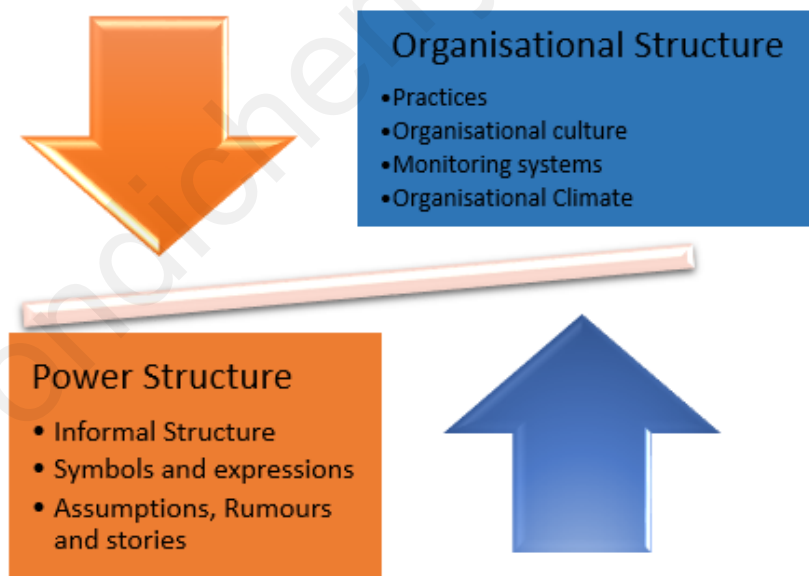 Organisational Structure
•Practices
•Organisational culture
•Monitoring systems
•Organisational Climate
Power Structure
• Informal Structure
• Symbols and expressions
• Assumptions, Rumours
and stories